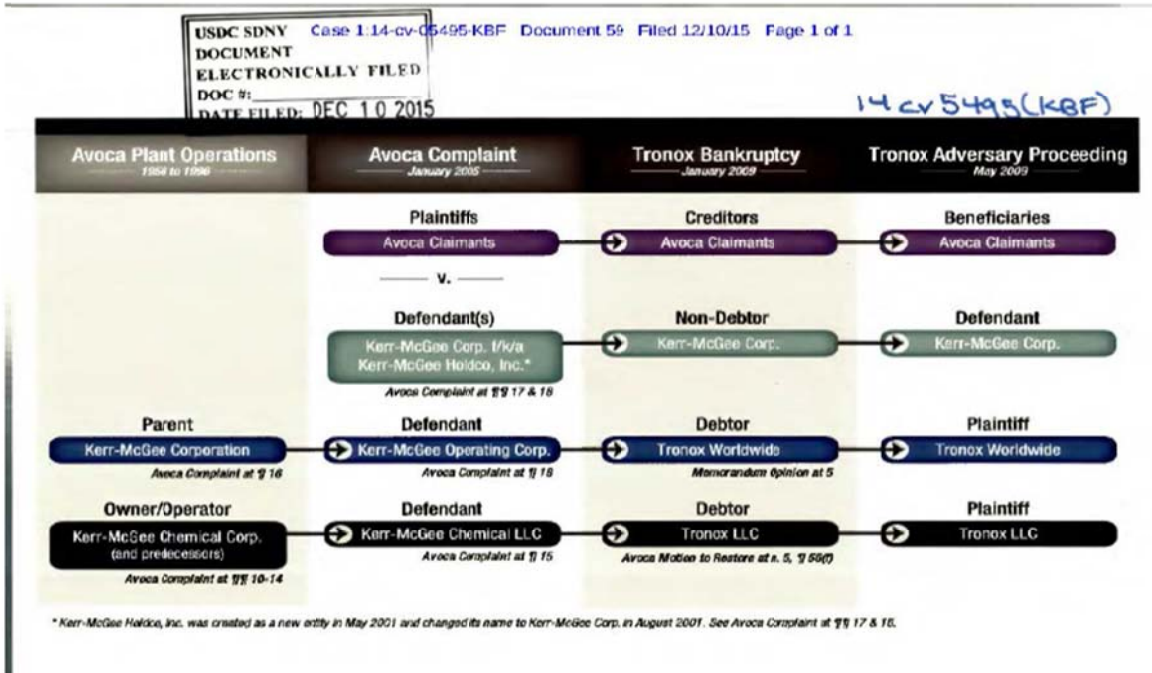 USDC SDNY
DOCUMENT
ELECTRONICALLY FILED
DOC #:
DATE FILED: DEC 10 2015
Case 1:14-cv-05495-KBF Document 59 Filed 12/10/15 Page 1 of 1
14 cv 5495 (KBF)
Avoca Plant Operations
to 1996
Avoca Complaint
January 2005
Tronox Bankruptcy
January 2009
Tronox Adversary Proceeding
May 2009
Plaintiffs
Creditors
Beneficiaries
Avoca Claimants
Avoca Claimants
Avoca Claimants
v.
Defendant(s)
Non-Debtor
Defendant
Kerr-McGee Corp. f/k/a
Kerr-McGee Holdco, Inc.*
Kerr-McGee Corp.
Kerr-McGee Corp.
Avoca Complaint at ¶¶ 17 & 18
Parent
Defendant
Debtor
Plaintiff
Kerr-McGee Corporation
Kerr-McGee Operating Corp.
Tronox Worldwide
Tronox Worldwide
Avoca Complaint at ¶ 16
Avoca Complaint at ¶ 18
Memorandum Opinion at 5
Owner/Operator
Defendant
Debtor
Plaintiff
Kerr-McGee Chemical Corp.
(and predecessors)
Kerr-McGee Chemical LLC
Tronox LLC
Tronox LLC
Avoca Complaint at ¶¶ 10-14
Avoca Complaint at ¶ 15
Avoca Motion to Restore at n. 5, ¶ 56(f)
* Kerr-McGee Holdco, Inc. was created as a new entity in May 2001 and changed its name to Kerr-McGee Corp. in August 2001. See Avoca Complaint at ¶¶ 17 &